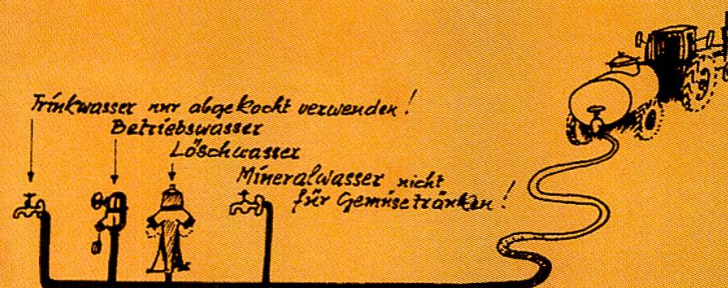 Trinkwasser nur abgekocht verwenden!
Betriebswasser
Löschwasser
Mineralwasser nicht
für Gemüsetränken!